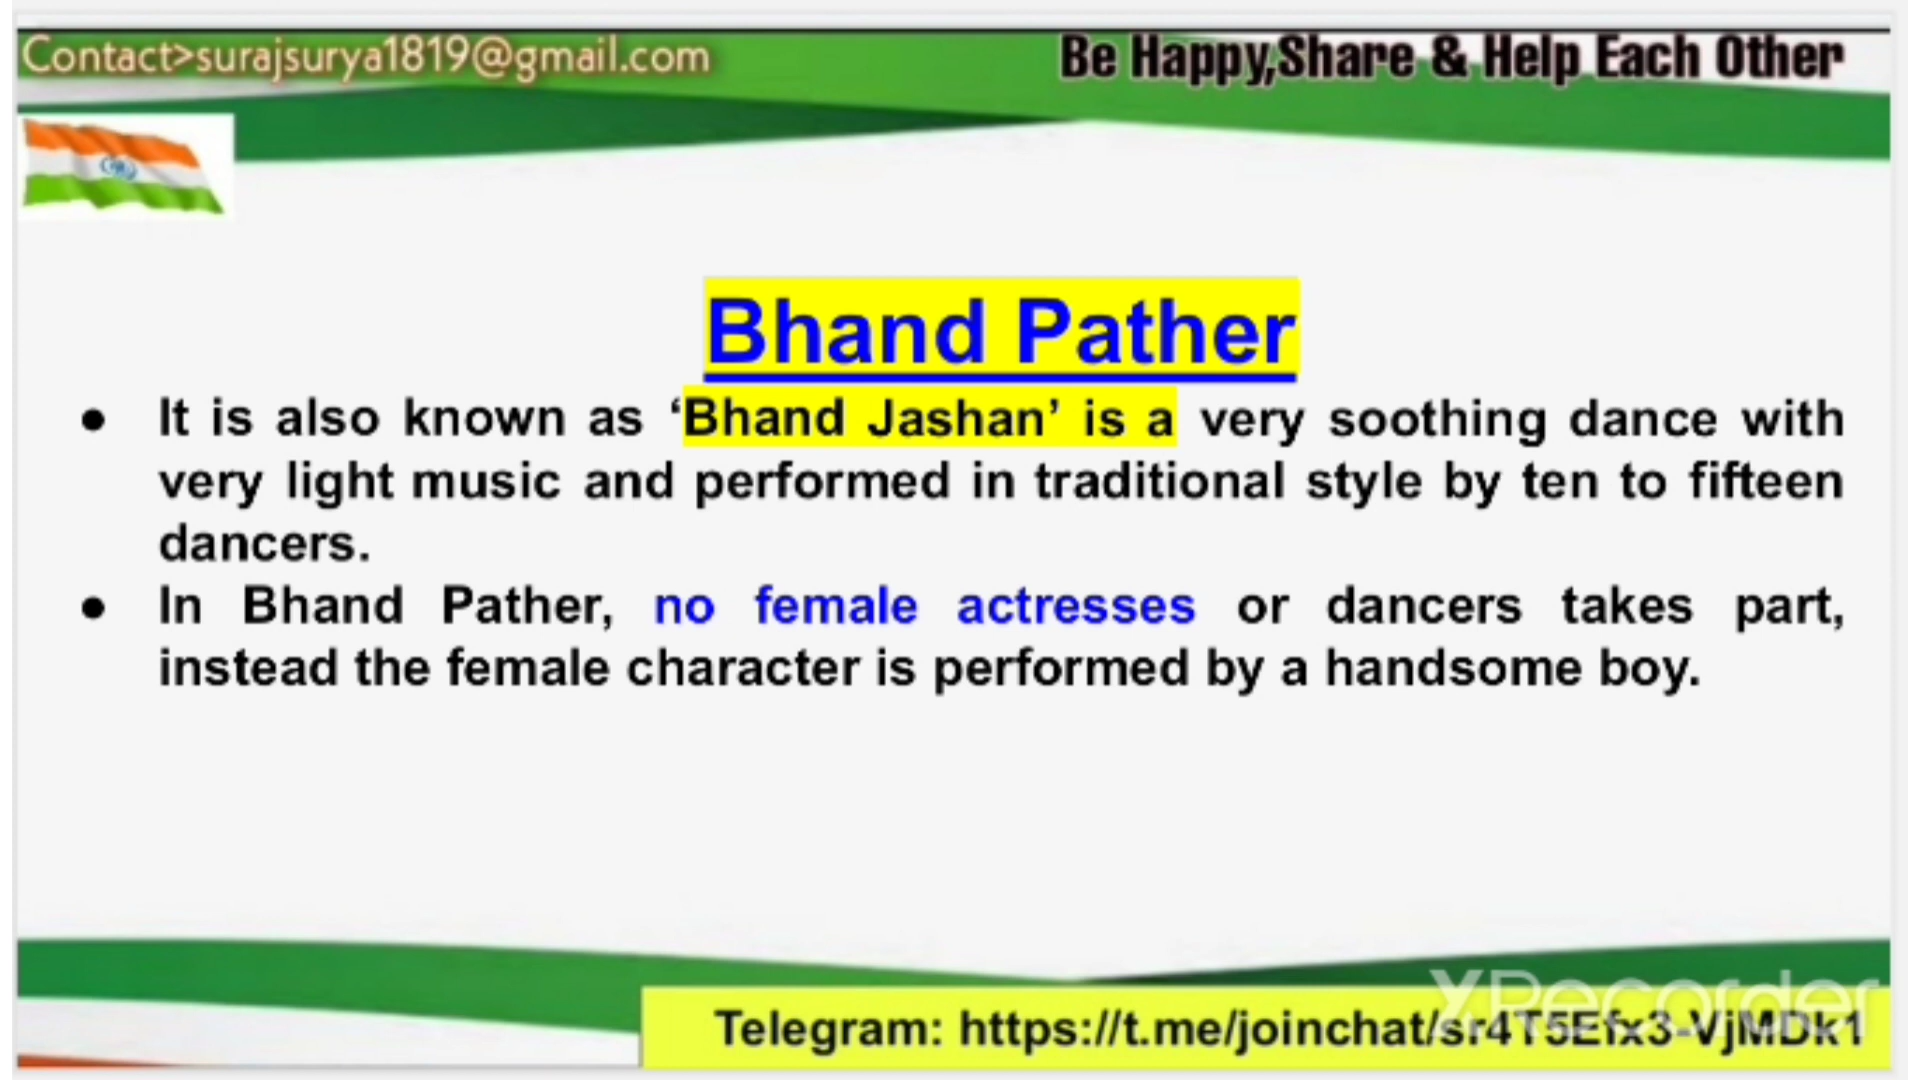 Contact>surajsurya1819@gmail.com
Be Happy,Share & Help Each Other
Bhand Pather
● It is also known as ‘Bhand Jashan’ is a very soothing dance with
very light music and performed in traditional style by ten to fifteen
dancers.
● In Bhand Pather, no female actresses or dancers takes part,
instead the female character is performed by a handsome boy.
XRecorder
Telegram: https://t.me/joinchat/sr4T5Efx3-VjMDk1